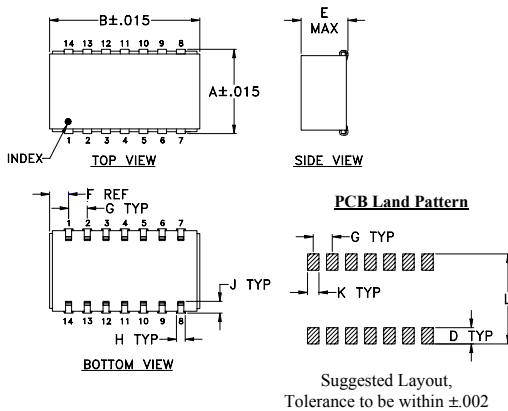 B±.015
14 13 12 11 10 9 8
A±.015
INDEX
1 2 3 4 5 6 7
TOP VIEW
E
MAX
SIDE VIEW
F REF
G TYP
1 2 3 4 5 6 7
J TYP
14 13 12 11 10 9 8
H TYP
BOTTOM VIEW
PCB Land Pattern
G TYP
K TYP
L
D TYP
Suggested Layout,
Tolerance to be within ±.002